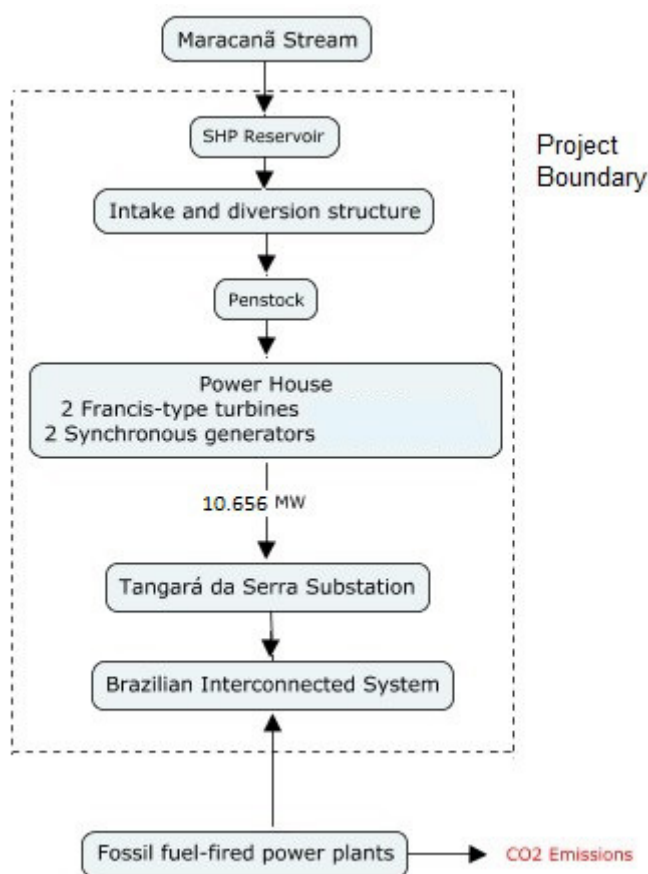 Maracanã Stream
SHP Reservoir
Project
Boundary
Intake and diversion structure
Penstock
Power House
2 Francis-type turbines
2 Synchronous generators
10.656 MW
Tangará da Serra Substation
Brazilian Interconnected System
Fossil fuel-fired power plants
CO2 Emissions